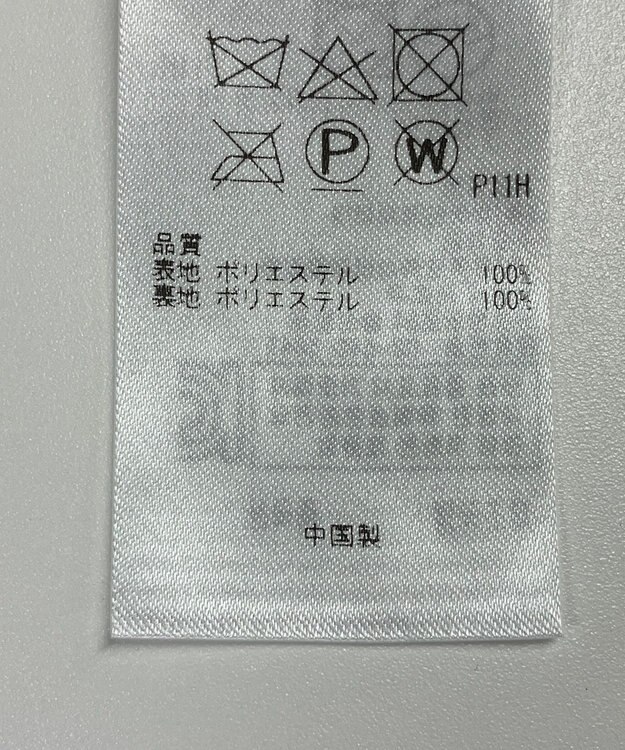 P W P11H
品質
表地 ポリエステル 100%
裏地 ポリエステル 100%
中国製